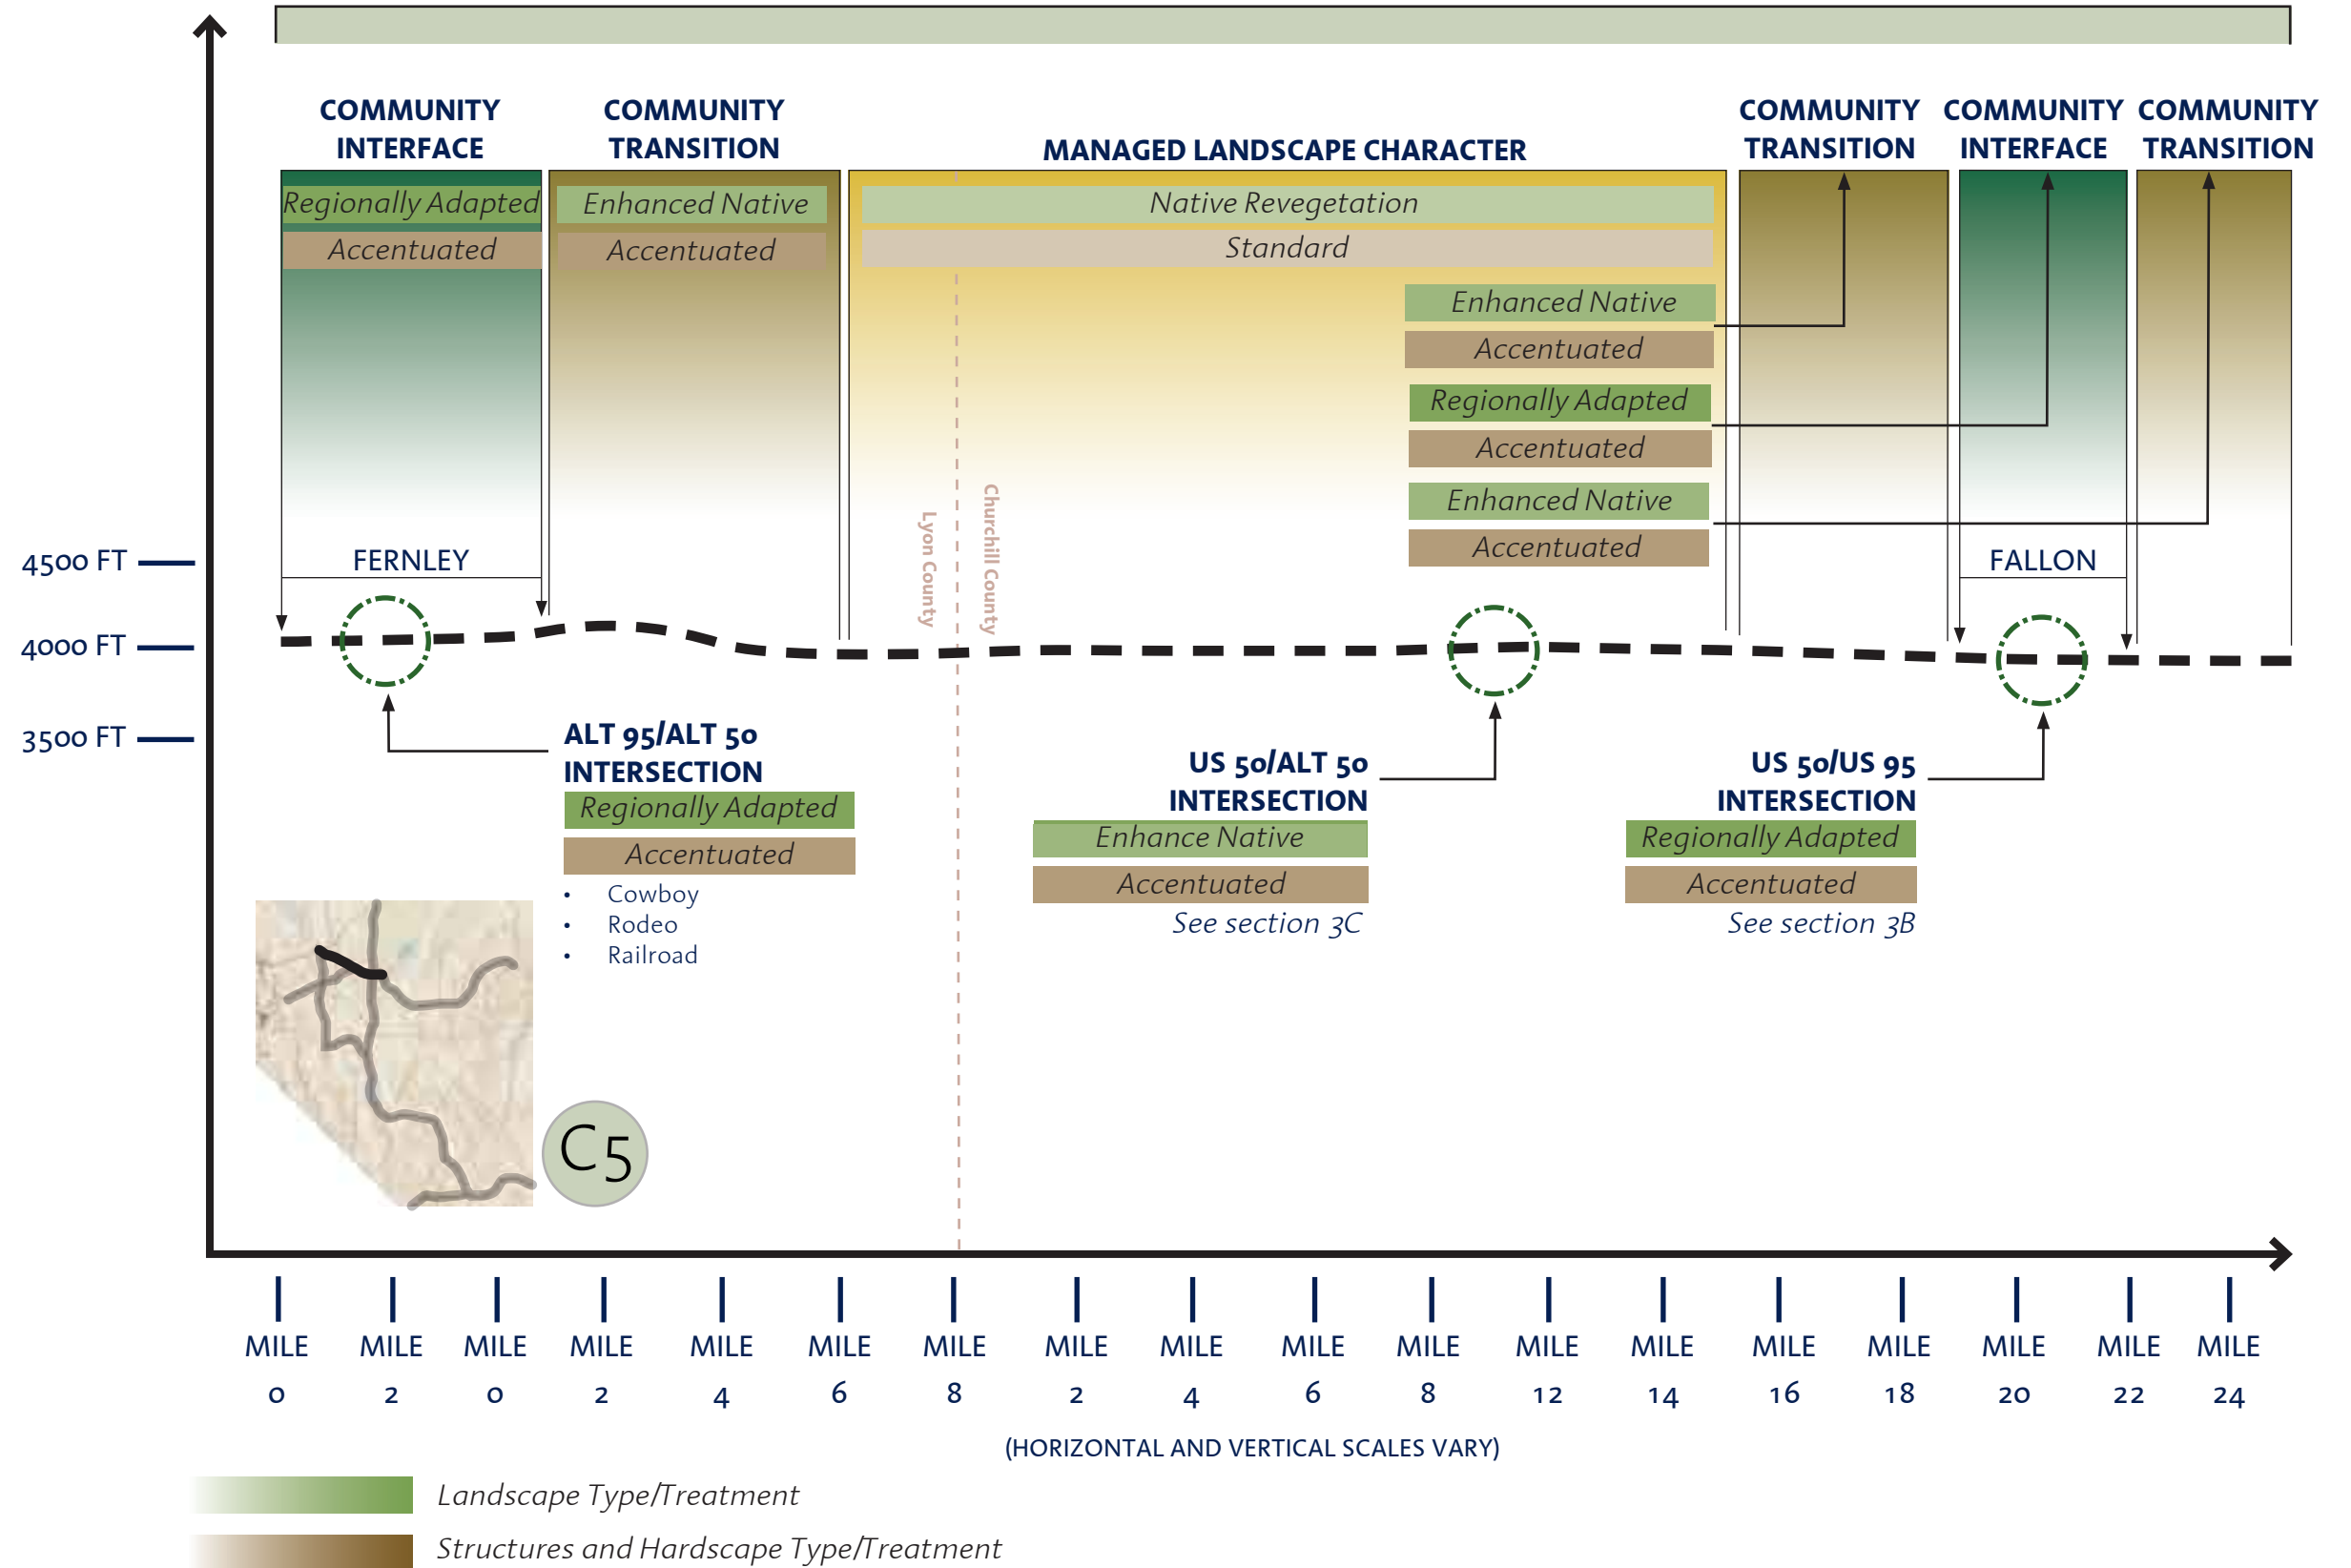 COMMUNITY
INTERFACE
COMMUNITY
TRANSITION
MANAGED LANDSCAPE CHARACTER
COMMUNITY
TRANSITION
COMMUNITY
INTERFACE
COMMUNITY
TRANSITION
Regionally Adapted
Accentuated
Enhanced Native
Accentuated
Native Revegetation
Standard
Enhanced Native
Accentuated
Regionally Adapted
Accentuated
Enhanced Native
Accentuated
Lyon County
Churchill County
4500 FT
4000 FT
3500 FT
FERNLEY
FALLON
ALT 95/ALT 50
INTERSECTION
Regionally Adapted
Accentuated
• Cowboy
• Rodeo
• Railroad
US 50/ALT 50
INTERSECTION
Enhance Native
Accentuated
See section 3C
US 50/US 95
INTERSECTION
Regionally Adapted
Accentuated
See section 3B
C5
MILE MILE MILE MILE MILE MILE MILE MILE MILE MILE MILE MILE MILE MILE MILE MILE MILE MILE
0 2 0 2 4 6 8 2 4 6 8 12 14 16 18 20 22 24
(HORIZONTAL AND VERTICAL SCALES VARY)
Landscape Type/Treatment
Structures and Hardscape Type/Treatment